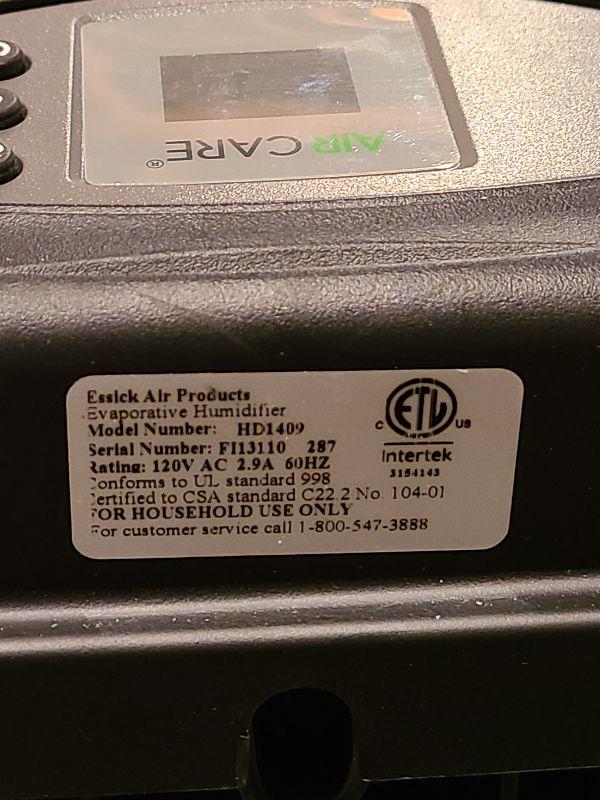 AIR CARE®
Essick Air Products
Evaporative Humidifier
Model Number: HD1409
Serial Number: FI13110 287
Rating: 120V AC 2.9A 60HZ
Conforms to UL standard 998
Certified to CSA standard C22.2 No. 104-01
FOR HOUSEHOLD USE ONLY
For customer service call 1-800-547-3888
C ETL US
Intertek
3154143